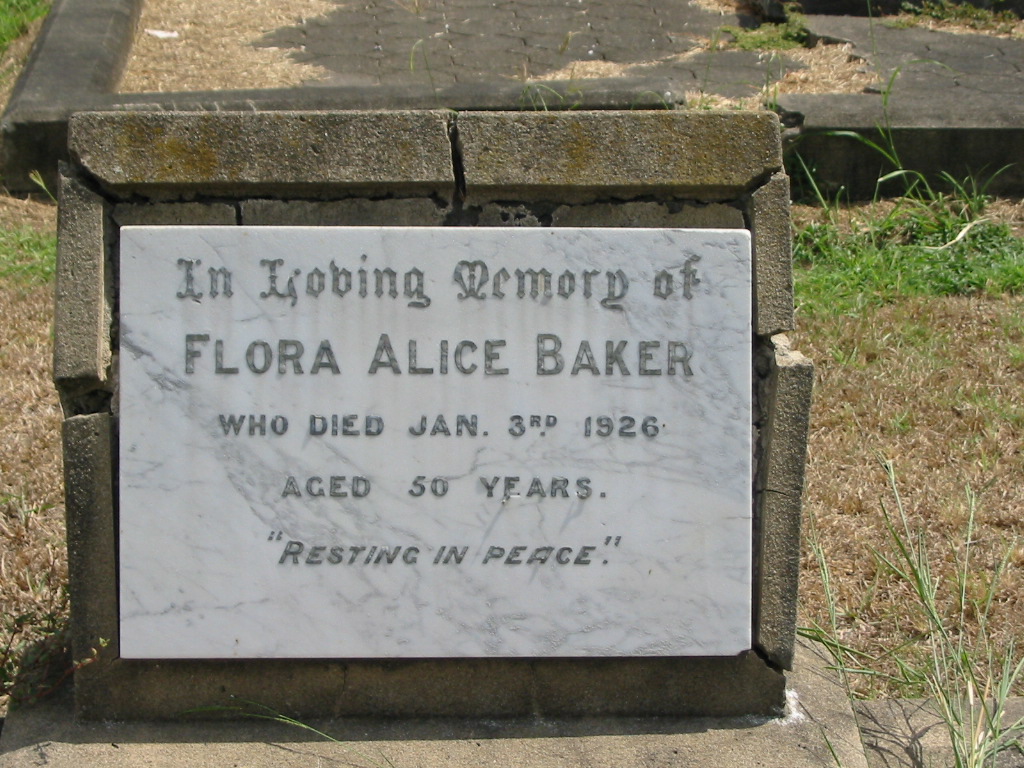 In Loving Memory of
FLORA ALICE BAKER
WHO DIED JAN. 3RD 1926.
AGED 50 YEARS.
"RESTING IN PEACE".